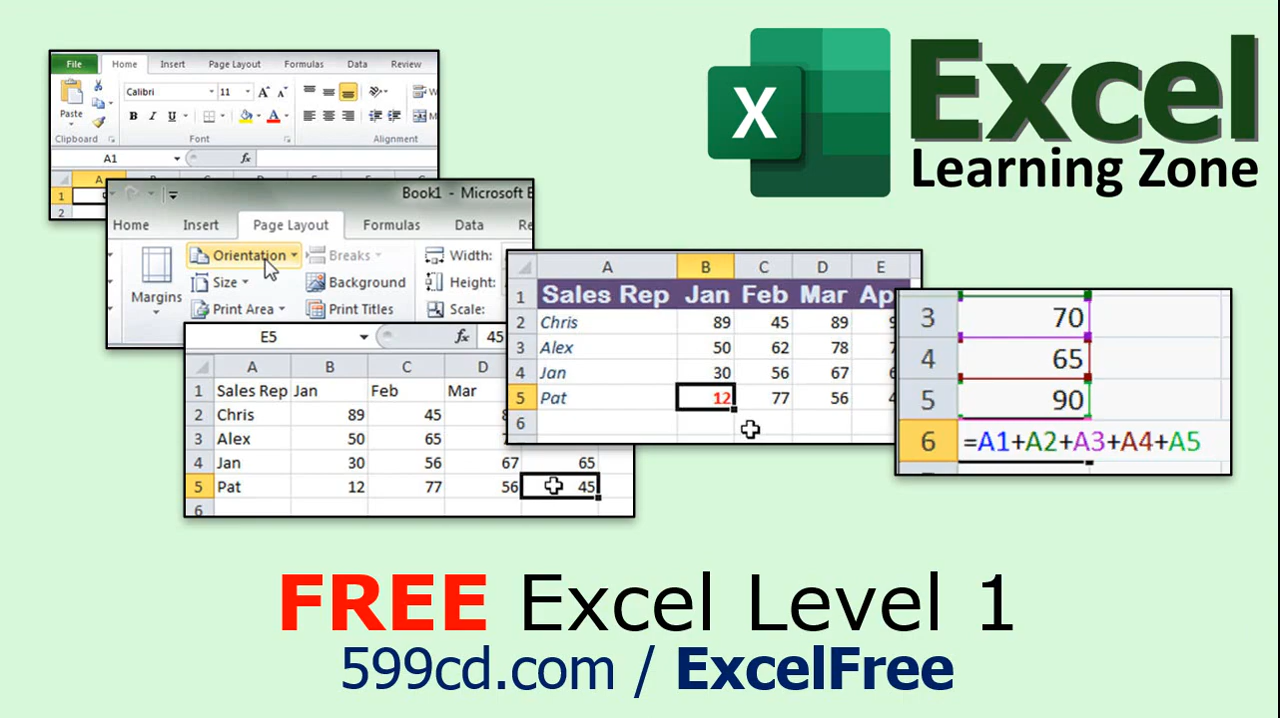 File Home Insert Page Layout Formulas Data Review
Calibri 11 A A
Paste B I U A
Clipboard Font Alignment
A1 fx
A
1
2
X
Excel
Learning Zone
Book1 - Microsoft
Home Insert Page Layout Formulas Data
Orientation Breaks Width:
Margins Size Background Height:
Print Area Print Titles Scale:
E5 fx 45
A B C D
1 Sales Rep Jan Feb Mar
2 Chris 89 45
3 Alex 50 65
4 Jan 30 56 67 65
5 Pat 12 77 56 45
6
A B C D E
1 Sales Rep Jan Feb Mar Ap
2 Chris 89 45 89
3 Alex 50 62 78
4 Jan 30 56 67
5 Pat 12 77 56
6
3 70
4 65
5 90
6 =A1+A2+A3+A4+A5
FREE Excel Level 1
599cd.com / ExcelFree